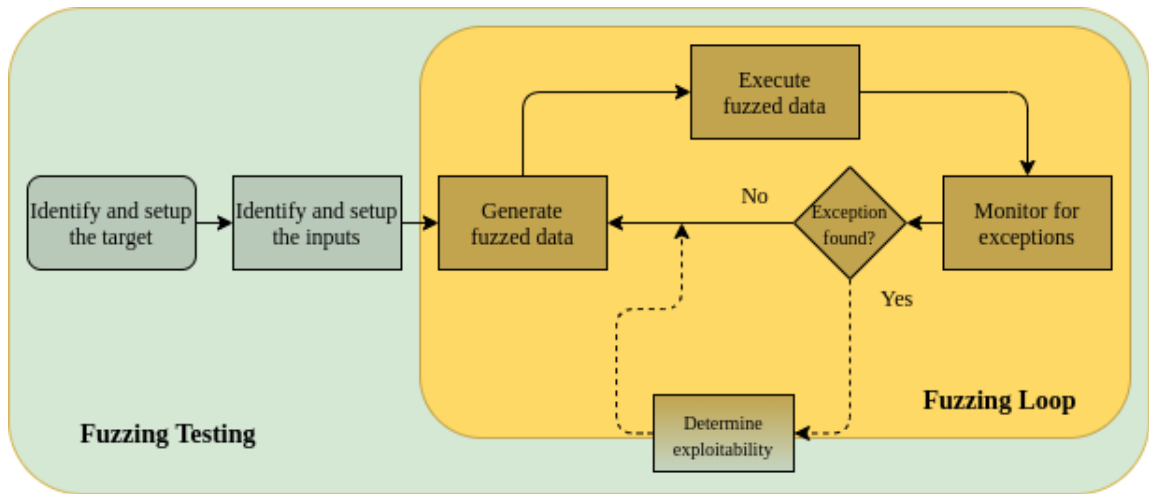 Execute
fuzzed data
Identify and setup
the target
Identify and setup
the inputs
Generate
fuzzed data
No
Exception
found?
Monitor for
exceptions
Yes
Determine
exploitability
Fuzzing Loop
Fuzzing Testing